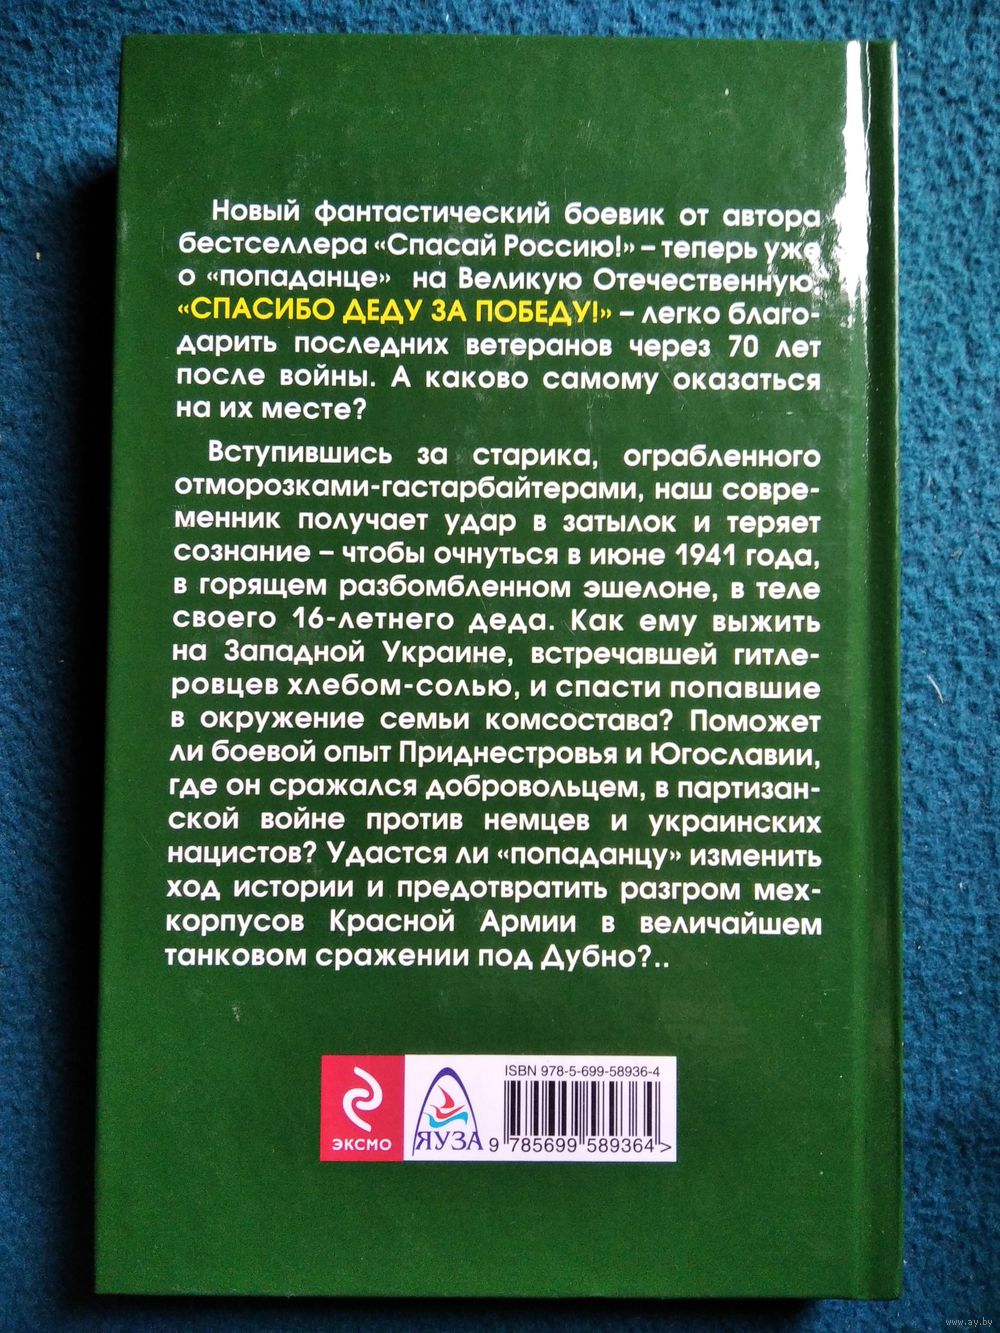 Новый фантастический боевик от автора
бестселлера «Спасай Россию!» – теперь уже
о «попаданце» на Великую Отечественную.
«СПАСИБО ДЕДУ ЗА ПОБЕДУ!» – легко благо-
дарить последних ветеранов через 70 лет
после войны. А каково самому оказаться
на их месте?
Вступившись за старика, ограбленного
отморозками-гастарбайтерами, наш совре-
менник получает удар в затылок и теряет
сознание – чтобы очнуться в июне 1941 года,
в горящем разбомбленном эшелоне, в теле
своего 16-летнего деда. Как ему выжить
на Западной Украине, встречавшей гитле-
ровцев хлебом-солью, и спасти попавшие
в окружение семьи комсостава? Поможет
ли боевой опыт Приднестровья и Югославии,
где он сражался добровольцем, в партизан-
ской войне против немцев и украинских
нацистов? Удастся ли «попаданцу» изменить
ход истории и предотвратить разгром мех-
корпусов Красной Армии в величайшем
танковом сражении под Дубно?..
ISBN 978-5-699-58936-4
ЭКСМО
ЯУЗА
9 785699 589364 >
www.ay.by